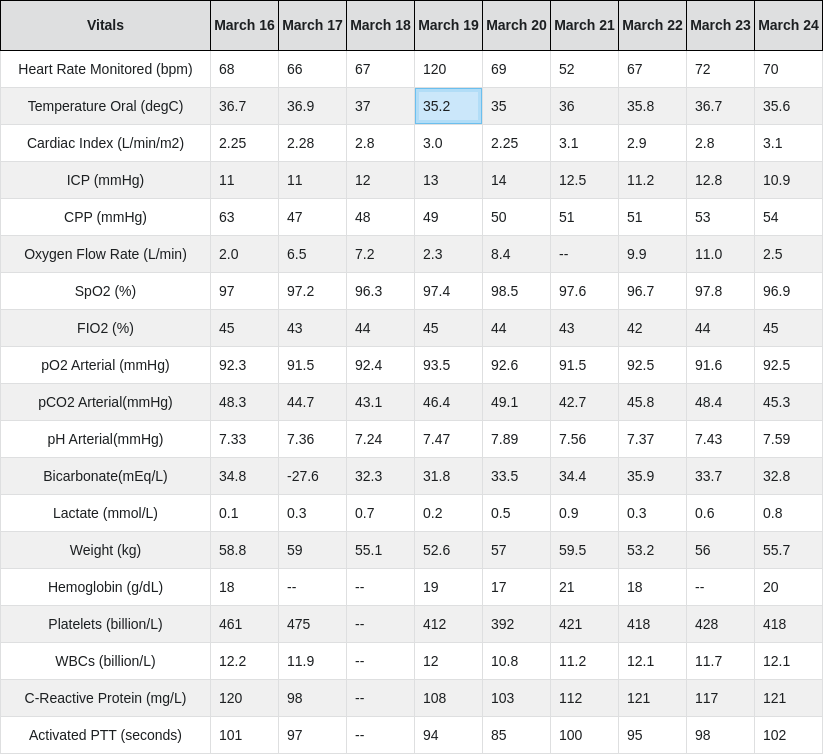 Vitals March 16 March 17 March 18 March 19 March 20 March 21 March 22 March 23 March 24
Heart Rate Monitored (bpm) 68 66 67 120 69 52 67 72 70
Temperature Oral (degC) 36.7 36.9 37 35.2 35 36 35.8 36.7 35.6
Cardiac Index (L/min/m2) 2.25 2.28 2.8 3.0 2.25 3.1 2.9 2.8 3.1
ICP (mmHg) 11 11 12 13 14 12.5 11.2 12.8 10.9
CPP (mmHg) 63 47 48 49 50 51 51 53 54
Oxygen Flow Rate (L/min) 2.0 6.5 7.2 2.3 8.4 -- 9.9 11.0 2.5
SpO2 (%) 97 97.2 96.3 97.4 98.5 97.6 96.7 97.8 96.9
FIO2 (%) 45 43 44 45 44 43 42 44 45
pO2 Arterial (mmHg) 92.3 91.5 92.4 93.5 92.6 91.5 92.5 91.6 92.5
pCO2 Arterial(mmHg) 48.3 44.7 43.1 46.4 49.1 42.7 45.8 48.4 45.3
pH Arterial(mmHg) 7.33 7.36 7.24 7.47 7.89 7.56 7.37 7.43 7.59
Bicarbonate(mEq/L) 34.8 -27.6 32.3 31.8 33.5 34.4 35.9 33.7 32.8
Lactate (mmol/L) 0.1 0.3 0.7 0.2 0.5 0.9 0.3 0.6 0.8
Weight (kg) 58.8 59 55.1 52.6 57 59.5 53.2 56 55.7
Hemoglobin (g/dL) 18 -- -- 19 17 21 18 -- 20
Platelets (billion/L) 461 475 -- 412 392 421 418 428 418
WBCs (billion/L) 12.2 11.9 -- 12 10.8 11.2 12.1 11.7 12.1
C-Reactive Protein (mg/L) 120 98 -- 108 103 112 121 117 121
Activated PTT (seconds) 101 97 -- 94 85 100 95 98 102